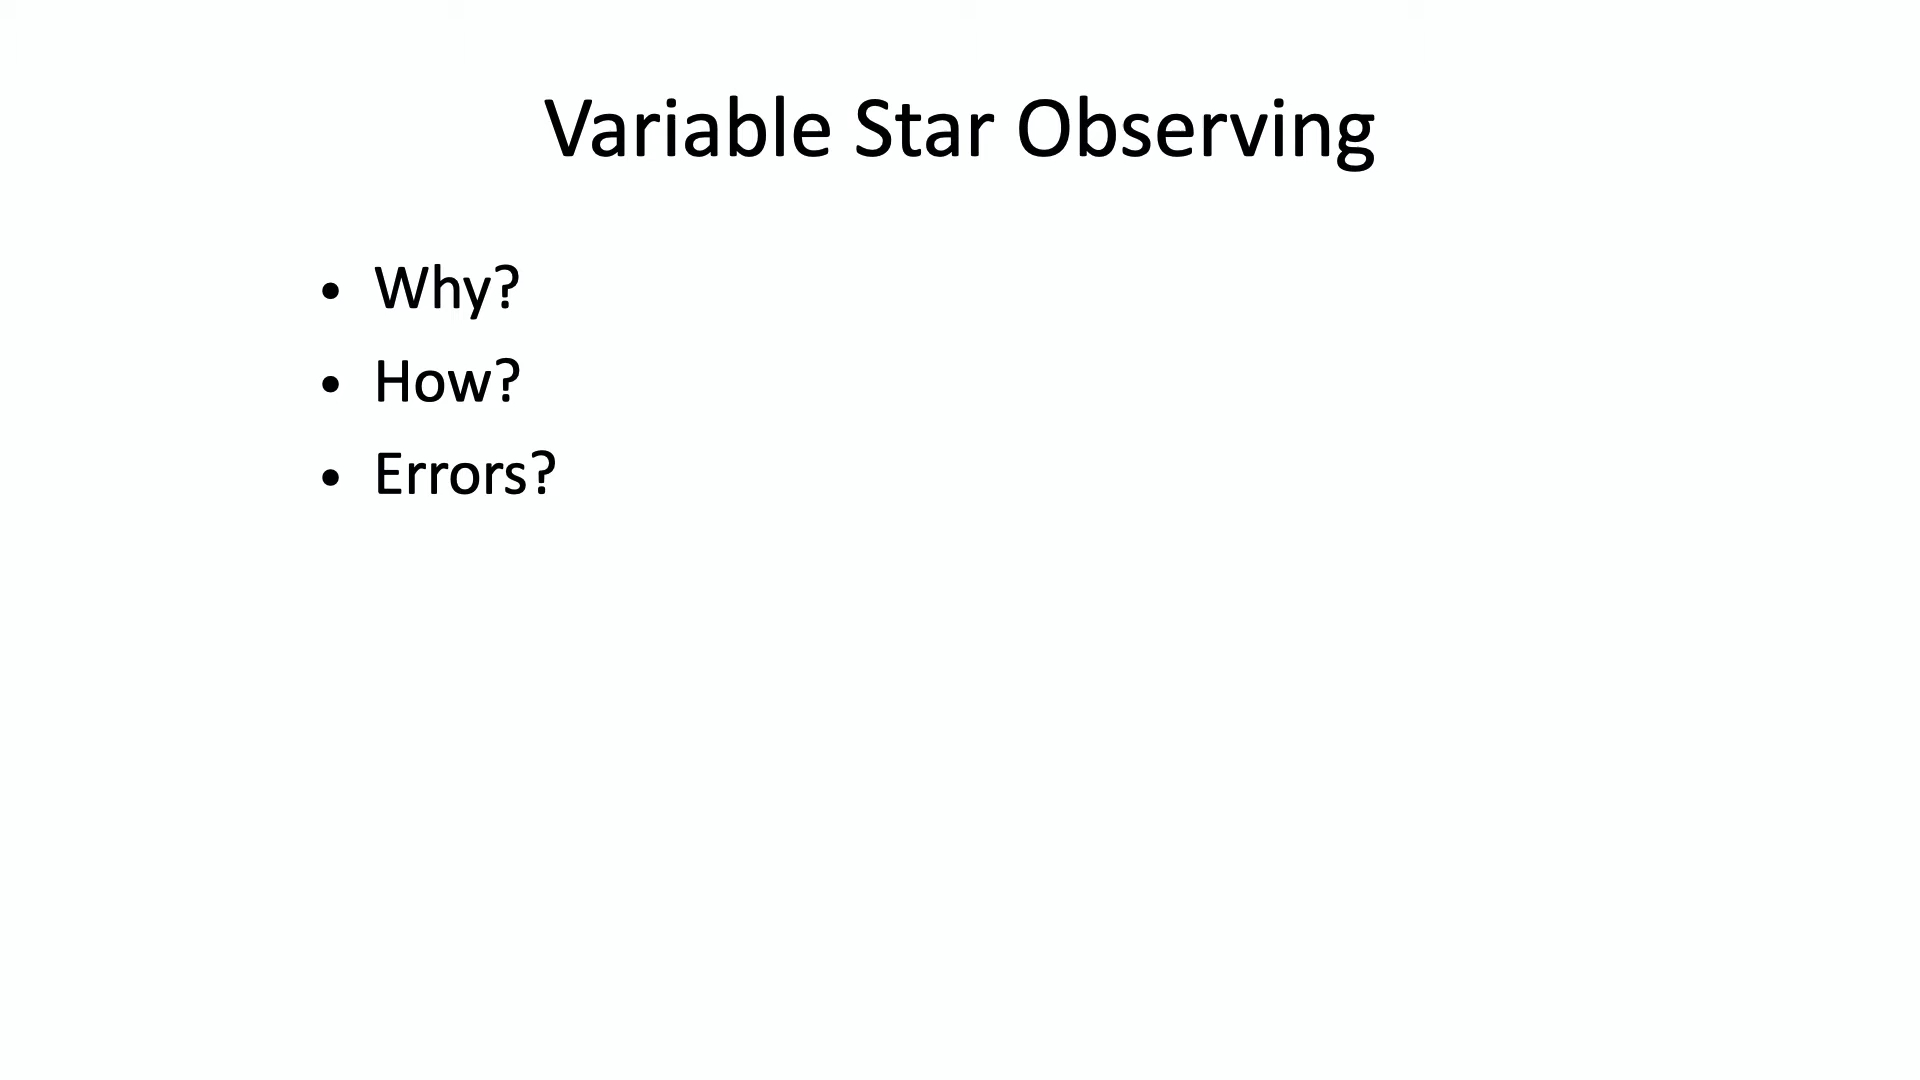 Variable Star Observing
• Why?
• How?
• Errors?